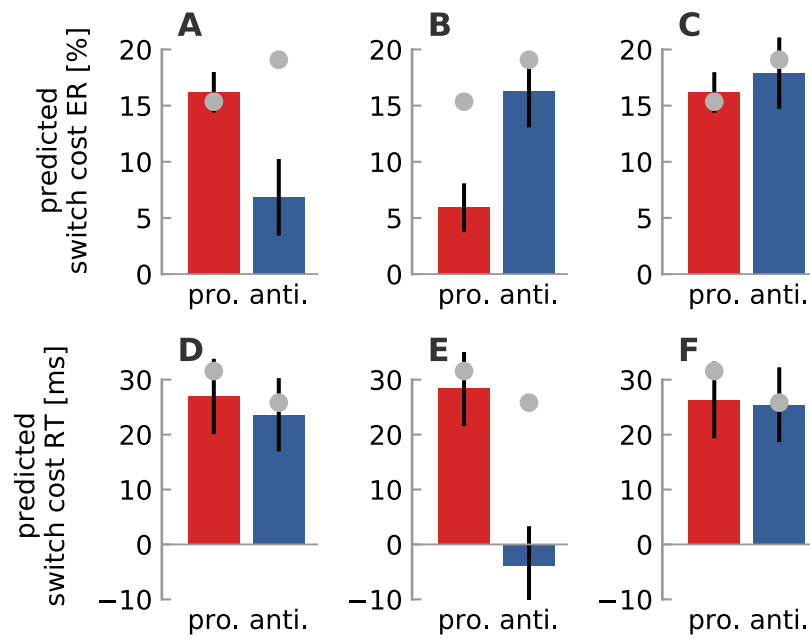 A
B
C
predicted
switch cost ER [%]
20
15
10
5
0
pro. anti.
20
15
10
5
0
pro. anti.
20
15
10
5
0
pro. anti.
D
E
F
predicted
switch cost RT [ms]
30
20
10
0
−10
pro. anti.
30
20
10
0
−10
pro. anti.
30
20
10
0
−10
pro. anti.